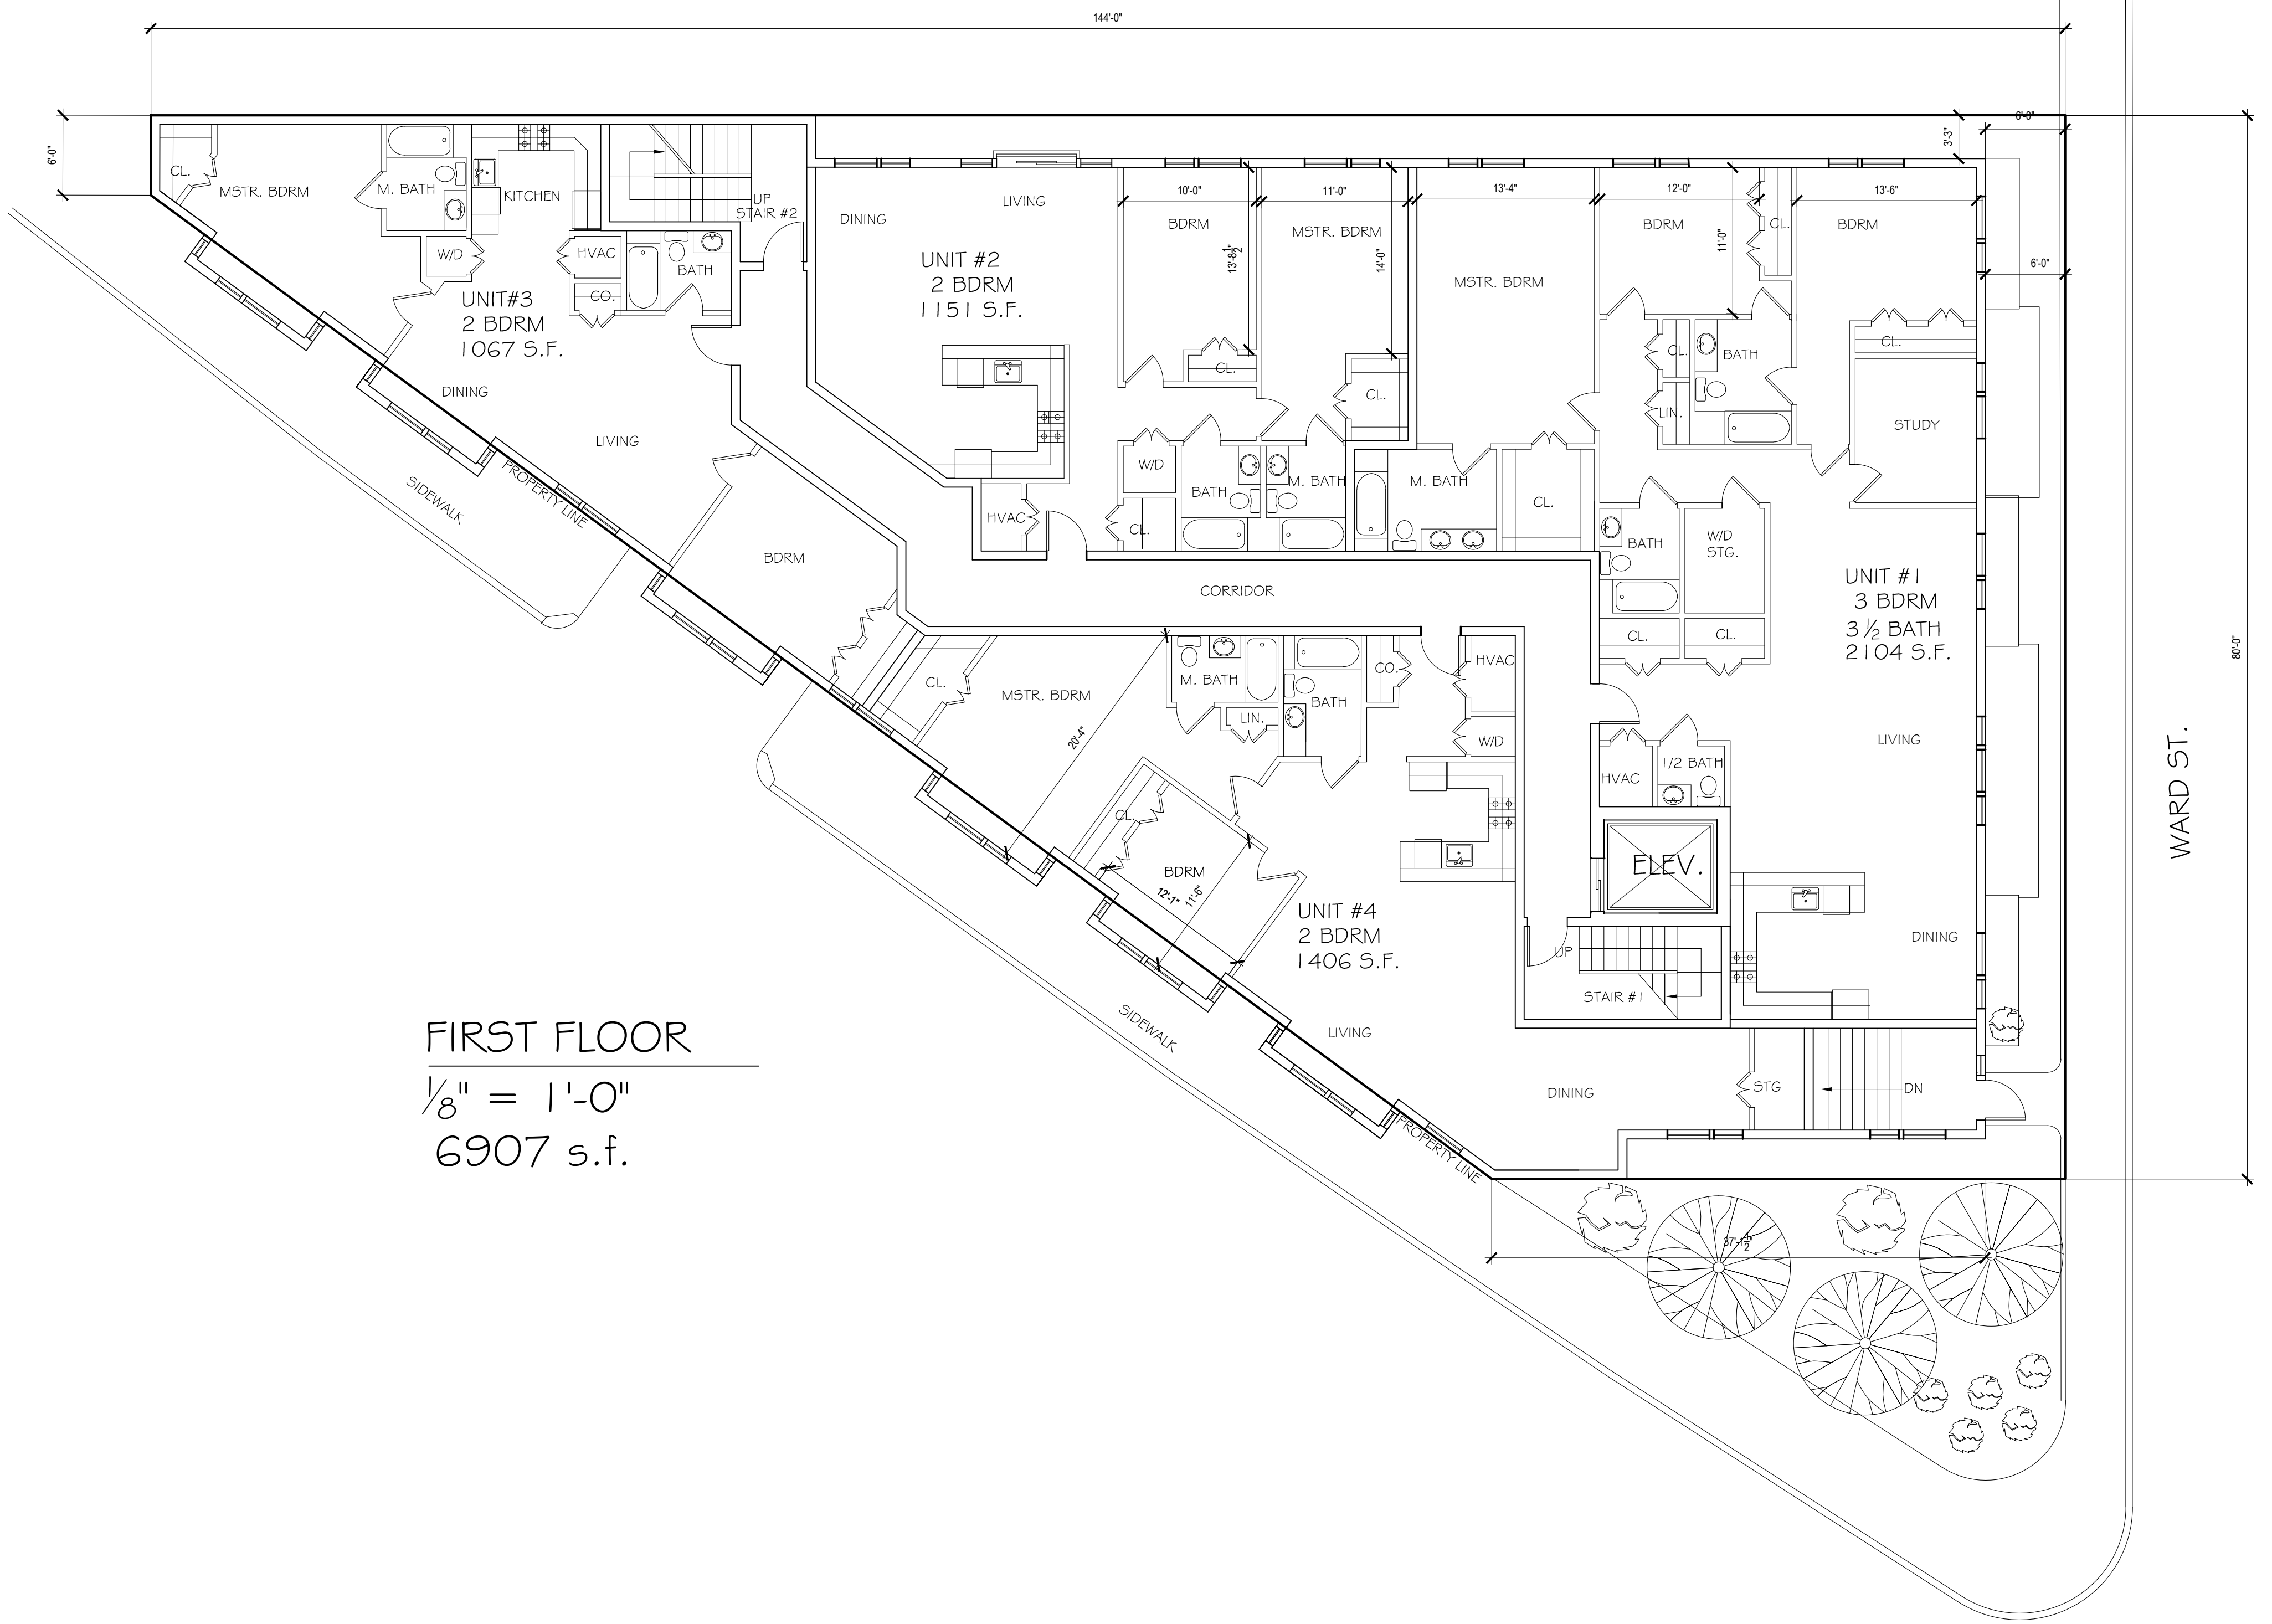 144'-0"
6'-0"
6'-0"
3'-3"
CL.
MSTR. BDRM
M. BATH
KITCHEN
W/D
HVAC
CO.
BATH
UP
STAIR #2
UNIT#3
2 BDRM
1067 S.F.
DINING
LIVING
BDRM
DINING
LIVING
UNIT #2
2 BDRM
1151 S.F.
10'-0"
BDRM
13'-8½"
CL.
11'-0"
MSTR. BDRM
14'-0"
CL.
W/D
BATH
M. BATH
HVAC
CL.
13'-4"
MSTR. BDRM
M. BATH
CL.
12'-0"
BDRM
11'-0"
CL.
13'-6"
BDRM
6'-0"
CL.
CL.
BATH
LIN.
STUDY
BATH
W/D
STG.
CL.
CL.
UNIT #1
3 BDRM
3½ BATH
2104 S.F.
LIVING
HVAC
1/2 BATH
ELEV.
DINING
UP
STAIR #1
CORRIDOR
CL.
MSTR. BDRM
20'-4"
M. BATH
LIN.
BATH
CO.
HVAC
W/D
CL.
BDRM
12'-1"
11'-6"
UNIT #4
2 BDRM
1406 S.F.
LIVING
DINING
STG
DN
SIDEWALK
PROPERTY LINE
SIDEWALK
PROPERTY LINE
37'-1½"
80'-0"
WARD ST.
FIRST FLOOR
⅛" = 1'-0"
6907 s.f.